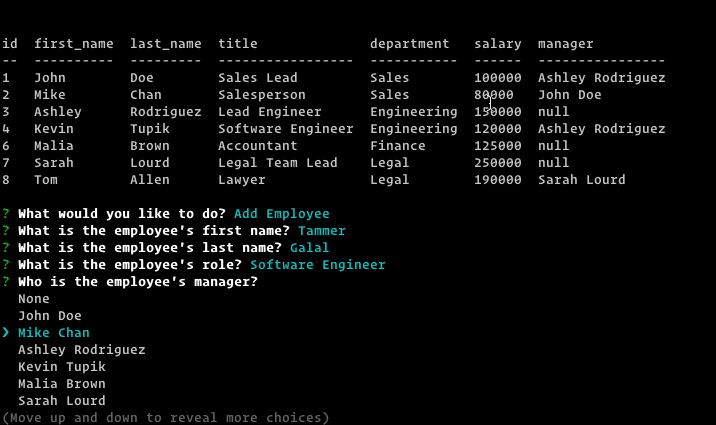 id  first_name  last_name  title              department   salary  manager
--  ----------  ---------  -----------------  -----------  ------  ----------------
1   John        Doe        Sales Lead         Sales        100000  Ashley Rodriguez
2   Mike        Chan       Salesperson        Sales        80000   John Doe
3   Ashley      Rodriguez  Lead Engineer      Engineering  150000  null
4   Kevin       Tupik      Software Engineer  Engineering  120000  Ashley Rodriguez
6   Malia       Brown      Accountant         Finance      125000  null
7   Sarah       Lourd      Legal Team Lead    Legal        250000  null
8   Tom         Allen      Lawyer             Legal        190000  Sarah Lourd
? What would you like to do? Add Employee
? What is the employee's first name? Tammer
? What is the employee's last name? Galal
? What is the employee's role? Software Engineer
? Who is the employee's manager?
  None
  John Doe
❯ Mike Chan
  Ashley Rodriguez
  Kevin Tupik
  Malia Brown
  Sarah Lourd
(Move up and down to reveal more choices)